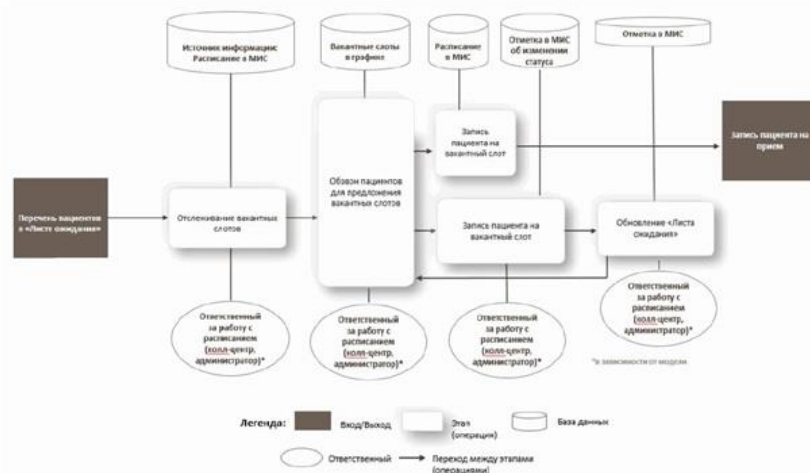 Источник информации:
Расписание в МИС
Вакантные слоты
в графике
Расписание
в МИС
Отметка в МИС
об изменении
статуса
Отметка в МИС
Запись
пациента на
вакантный слот
Запись пациента на
прием
Перечень пациентов
в «Листе ожидания»
Отслеживание вакантных
слотов
Обзвон пациентов
для предложения
вакантных слотов
Запись пациента на
вакантный слот
Обновление «Листа
ожидания»
Ответственный
за работу с
расписанием
(колл-центр,
администратор)*
Ответственный
за работу с
расписанием
(колл-центр,
администратор)*
Ответственный
за работу с
расписанием
(колл-центр,
администратор)*
Ответственный
за работу с
расписанием
(колл-центр,
администратор)*
*в зависимости от модели
Легенда:
Вход/Выход
Этап
(операция)
База данных
Ответственный
Переход между этапами
(операциями)